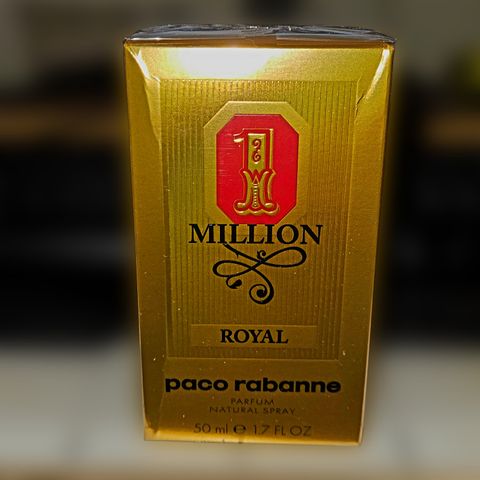 1
MILLION
ROYAL
paco rabanne
PARFUM
NATURAL SPRAY
50 ml ℮ 1.7 FL OZ